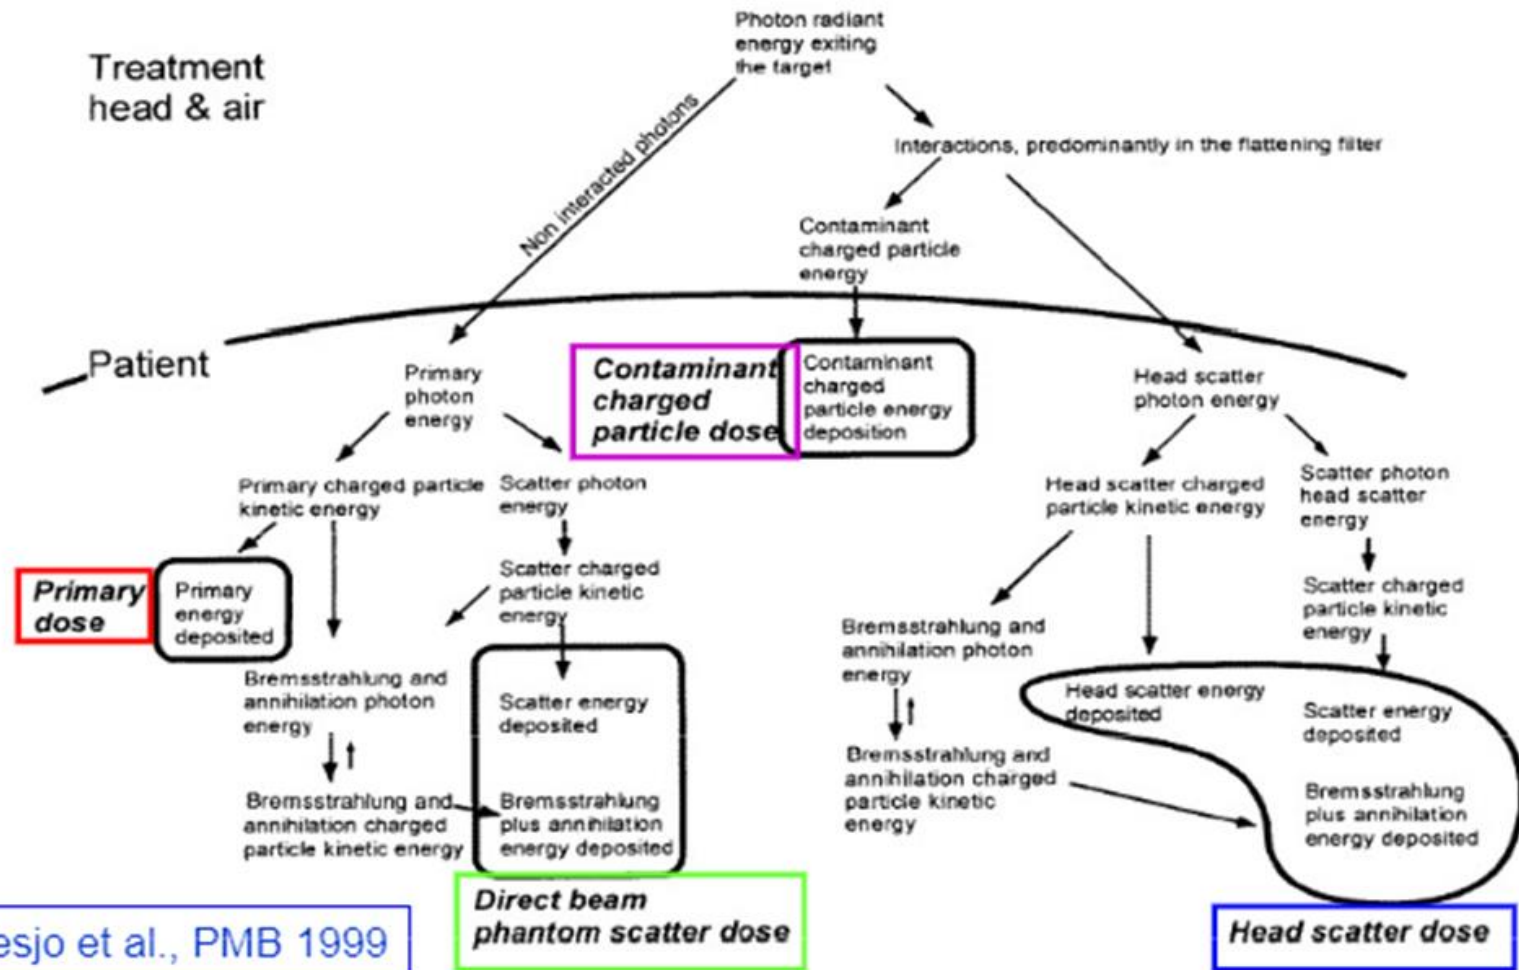 Treatment
head & air
Photon radiant
energy exiting
the target
Non interacted photons
Interactions, predominantly in the flattening filter
Contaminant
charged particle
energy
Patient
Primary
photon
energy
Contaminant
charged
particle dose
Contaminant
charged
particle energy
deposition
Head scatter
photon energy
Primary charged particle
kinetic energy
Scatter photon
energy
Head scatter charged
particle kinetic energy
Scatter photon
head scatter
energy
Primary
dose
Primary
energy
deposited
Scatter charged
particle kinetic
energy
Scatter charged
particle kinetic
energy
Bremsstrahlung and
annihilation photon
energy
Bremsstrahlung and
annihilation photon
energy
Scatter energy
deposited
Head scatter energy
deposited
Scatter energy
deposited
Bremsstrahlung and
annihilation charged
particle kinetic energy
Bremsstrahlung
plus annihilation
energy deposited
Bremsstrahlung and
annihilation charged
particle kinetic
energy
Bremsstrahlung
plus annihilation
energy deposited
esjo et al., PMB 1999
Direct beam
phantom scatter dose
Head scatter dose